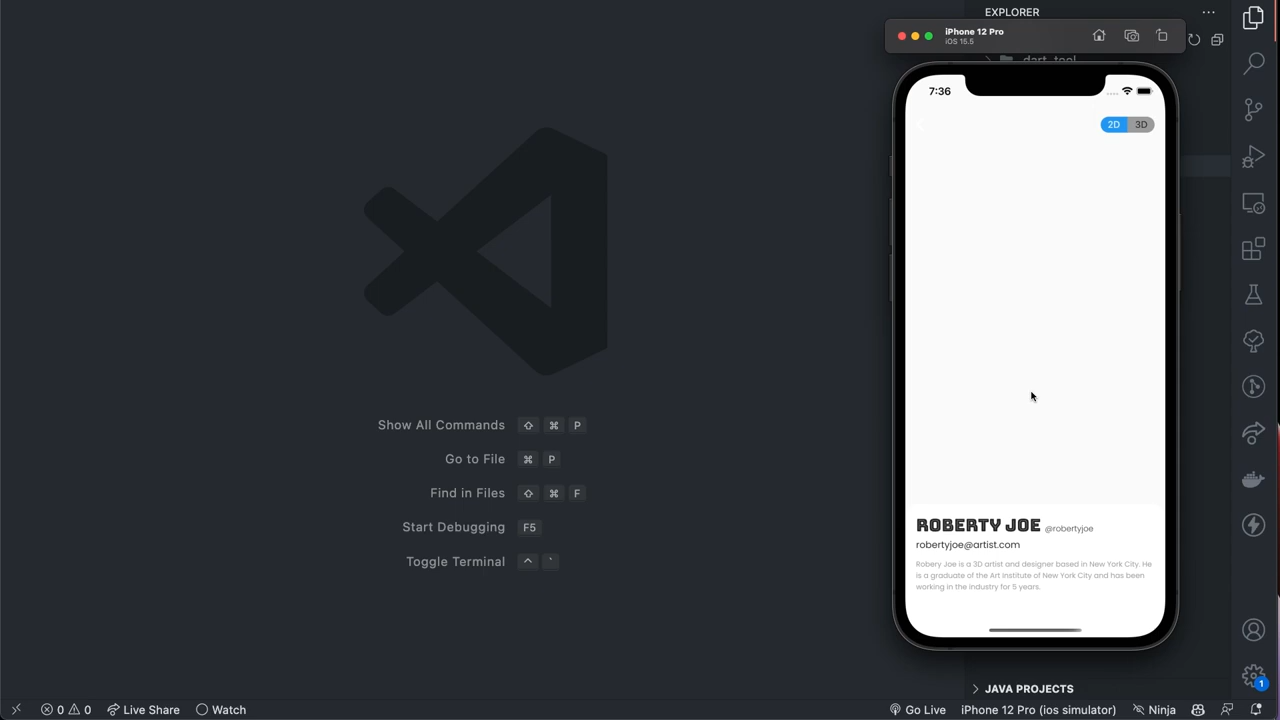 EXPLORER
iPhone 12 Pro
iOS 15.5
dart_tool
7:36
2D 3D
Show All Commands ⇧ ⌘ P
Go to File ⌘ P
Find in Files ⇧ ⌘ F
Start Debugging F5
Toggle Terminal ^ `
ROBERTY JOE @robertyjoe
robertyjoe@artist.com
Robery Joe is a 3D artist and designer based in New York City. He
is a graduate of the Art Institute of New York City and has been
working in the industry for 5 years.
JAVA PROJECTS
1
0 0 Live Share Watch Go Live iPhone 12 Pro (ios simulator) Ninja